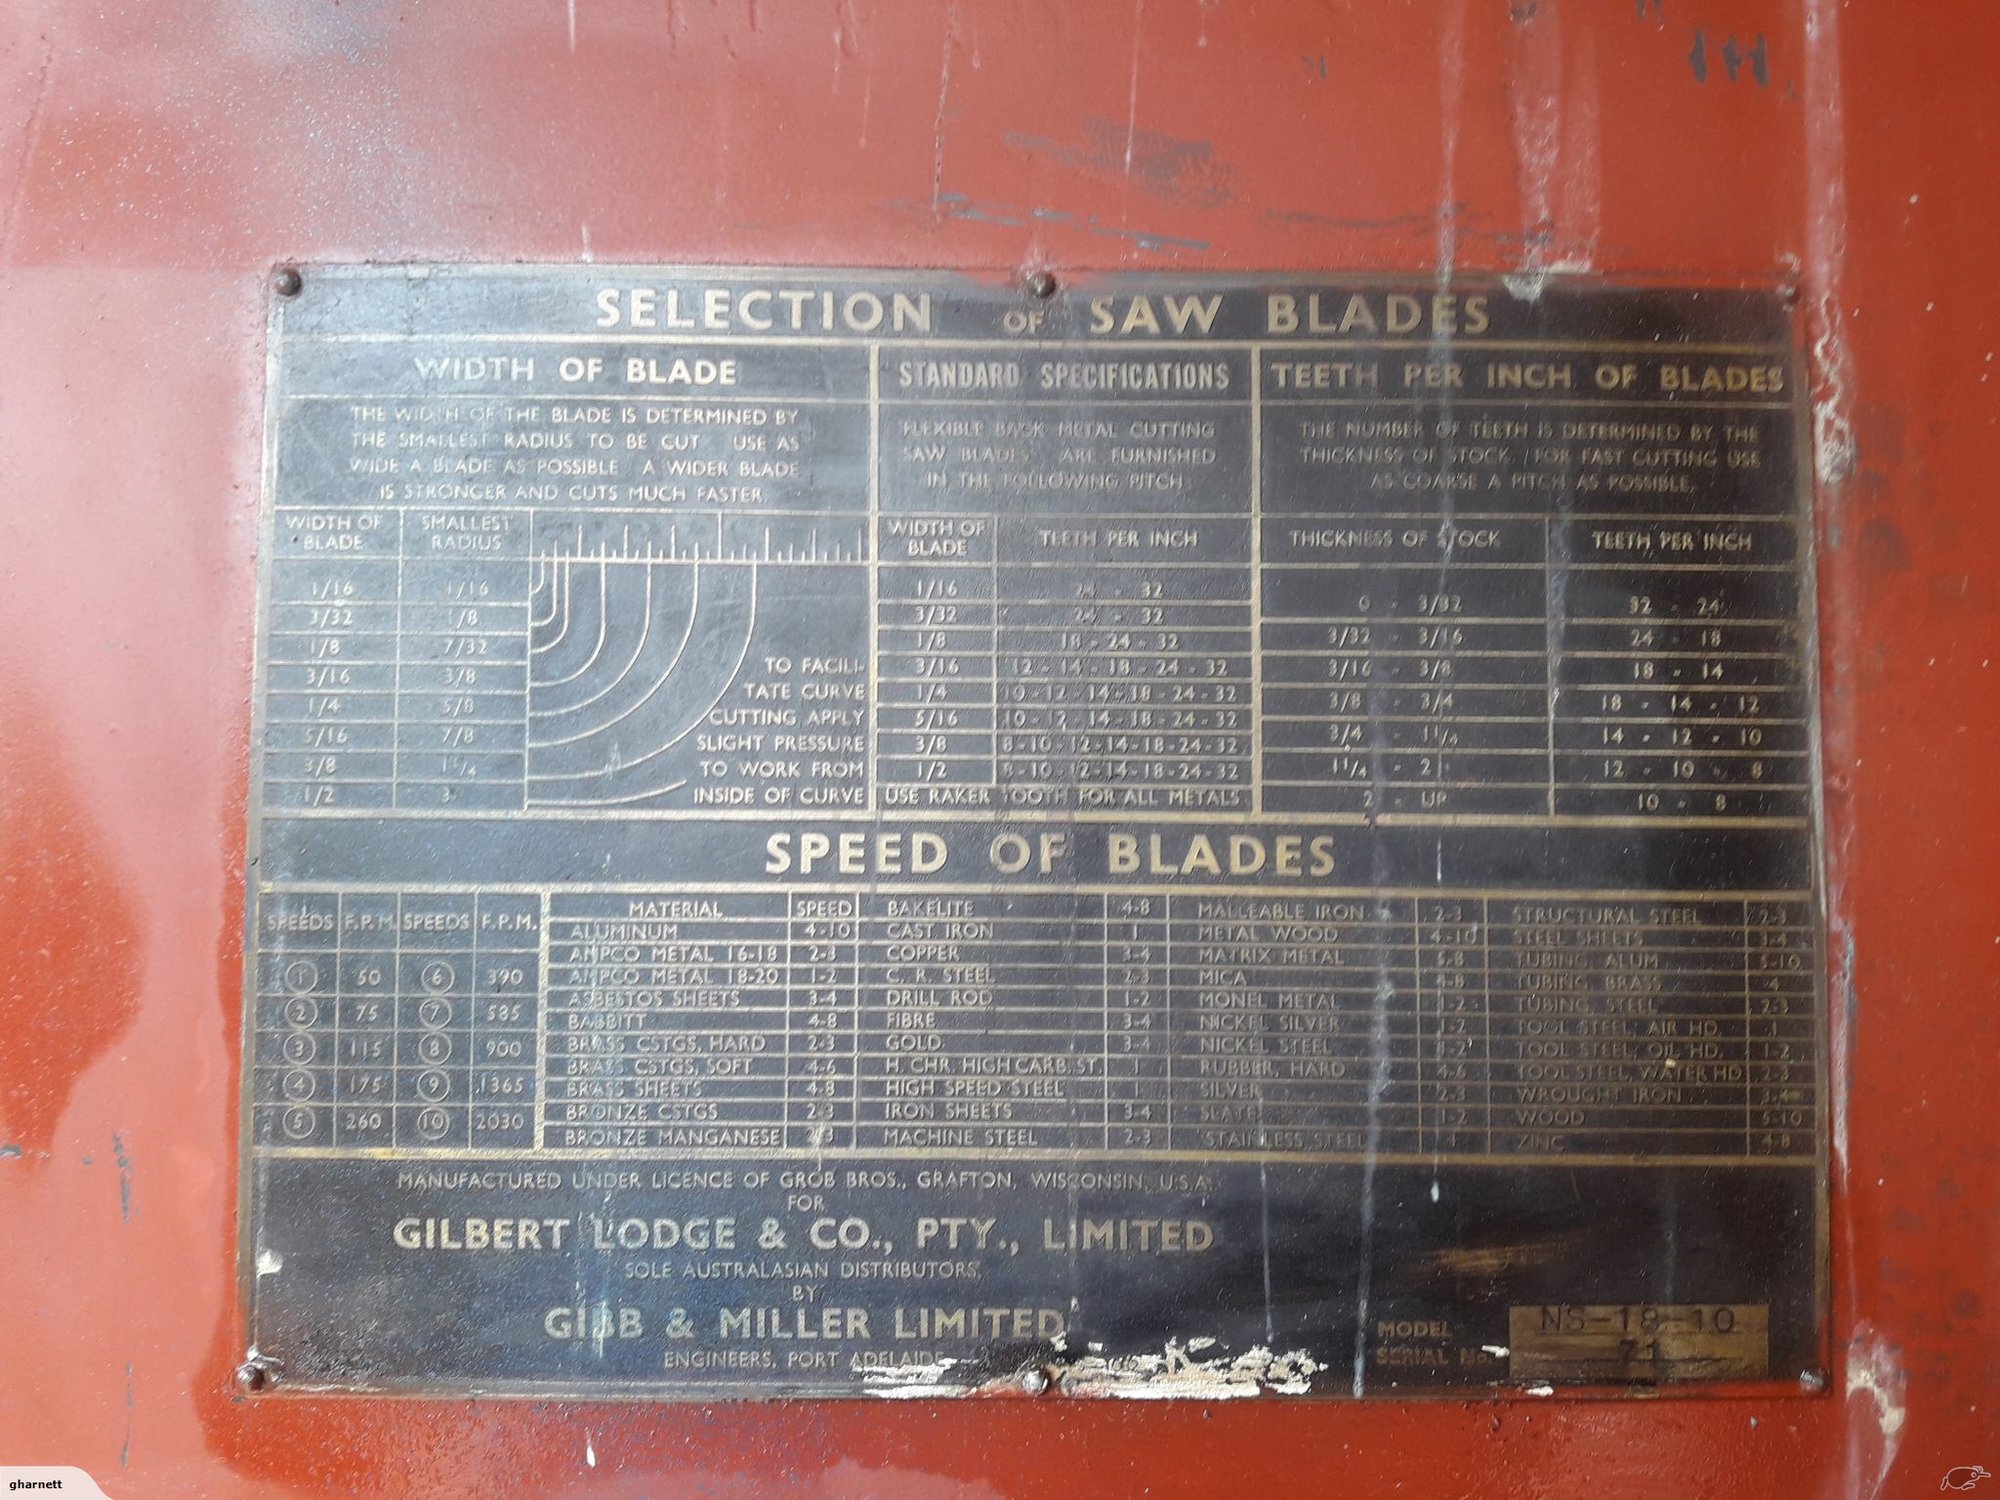 SELECTION OF SAW BLADES
WIDTH OF BLADE
THE WIDTH OF THE BLADE IS DETERMINED BY
THE SMALLEST RADIUS TO BE CUT USE AS
WIDE A BLADE AS POSSIBLE A WIDER BLADE
IS STRONGER AND CUTS MUCH FASTER.
WIDTH OF BLADE SMALLEST RADIUS
1/16 1/16
3/32 1/8
1/8 7/32
3/16 3/8
1/4 5/8
5/16 7/8
3/8 1 1/4
1/2 3
TO FACILI-
TATE CURVE
CUTTING APPLY
SLIGHT PRESSURE
TO WORK FROM
INSIDE OF CURVE
STANDARD SPECIFICATIONS
FLEXIBLE BACK METAL CUTTING
SAW BLADES ARE FURNISHED
IN THE FOLLOWING PITCH
WIDTH OF BLADE TEETH PER INCH
1/16 24 - 32
3/32 24 - 32
1/8 18 - 24 - 32
3/16 12 - 14 - 18 - 24 - 32
1/4 10 - 12 - 14 - 18 - 24 - 32
5/16 10 - 12 - 14 - 18 - 24 - 32
3/8 8 - 10 - 12 - 14 - 18 - 24 - 32
1/2 8 - 10 - 12 - 14 - 18 - 24 - 32
USE RAKER TOOTH FOR ALL METALS
TEETH PER INCH OF BLADES
THE NUMBER OF TEETH IS DETERMINED BY THE
THICKNESS OF STOCK. FOR FAST CUTTING USE
AS COARSE A PITCH AS POSSIBLE.
THICKNESS OF STOCK TEETH PER INCH
0 - 3/32 32 - 24
3/32 - 3/16 24 - 18
3/16 - 3/8 18 - 14
3/8 - 3/4 18 - 14 - 12
3/4 - 1 1/4 14 - 12 - 10
1 1/4 - 2 12 - 10 - 8
2 - UP 10 - 8
SPEED OF BLADES
SPEEDS F.P.M. SPEEDS F.P.M.
1 50 6 390
2 75 7 585
3 115 8 900
4 175 9 1365
5 260 10 2030
MATERIAL SPEED
ALUMINUM 4-10
AMPCO METAL 16-18 2-3
AMPCO METAL 18-20 1-2
ASBESTOS SHEETS 3-4
BABBITT 4-8
BRASS CSTGS, HARD 2-3
BRASS CSTGS, SOFT 4-6
BRASS SHEETS 4-8
BRONZE CSTGS 2-3
BRONZE MANGANESE 2-3
BAKELITE 4-8
CAST IRON 1
COPPER 3-4
C. R. STEEL 2-3
DRILL ROD 1-2
FIBRE 3-4
GOLD 3-4
H. CHR. HIGH CARB. ST. 1
HIGH SPEED STEEL 1
IRON SHEETS 3-4
MACHINE STEEL 2-3
MALLEABLE IRON 2-3
METAL WOOD 4-10
MATRIX METAL 5-8
MICA 4-8
MONEL METAL 1-2
NICKEL SILVER 1-2
NICKEL STEEL 1-2
RUBBER, HARD 4-6
SILVER 2-3
SLATE 1-2
STAINLESS STEEL
STRUCTURAL STEEL 2-3
STEEL SHEETS 3-4
TUBING, ALUM 5-10
TUBING, BRASS 4
TUBING, STEEL 2-3
TOOL STEEL, AIR HD. 1
TOOL STEEL, OIL HD. 1-2
TOOL STEEL, WATER HD 2-3
WROUGHT IRON 3-4
WOOD 5-10
ZINC 4-8
MANUFACTURED UNDER LICENCE OF GROB BROS., GRAFTON, WISCONSIN, U.S.A.
FOR
GILBERT LODGE & CO., PTY., LIMITED
SOLE AUSTRALASIAN DISTRIBUTORS,
BY
GIBB & MILLER LIMITED
ENGINEERS, PORT ADELAIDE
MODEL NS-18-10
SERIAL No. 71
gharnett